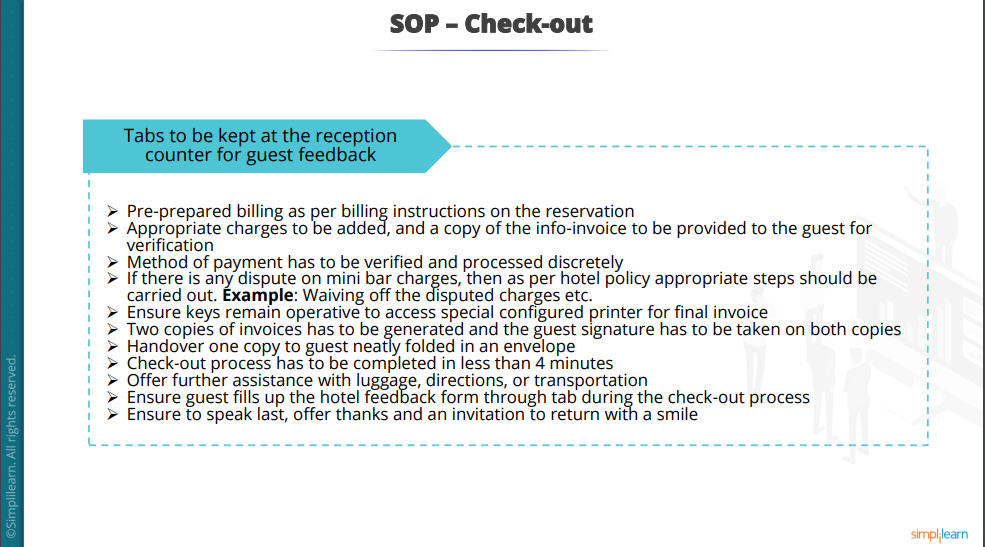 SOP – Check-out
Tabs to be kept at the reception
counter for guest feedback
➢ Pre-prepared billing as per billing instructions on the reservation
➢ Appropriate charges to be added, and a copy of the info-invoice to be provided to the guest for
verification
➢ Method of payment has to be verified and processed discretely
➢ If there is any dispute on mini bar charges, then as per hotel policy appropriate steps should be
carried out. Example: Waiving off the disputed charges etc.
➢ Ensure keys remain operative to access special configured printer for final invoice
➢ Two copies of invoices has to be generated and the guest signature has to be taken on both copies
➢ Handover one copy to guest neatly folded in an envelope
➢ Check-out process has to be completed in less than 4 minutes
➢ Offer further assistance with luggage, directions, or transportation
➢ Ensure guest fills up the hotel feedback form through tab during the check-out process
➢ Ensure to speak last, offer thanks and an invitation to return with a smile
©Simplilearn. All rights reserved.
simplilearn